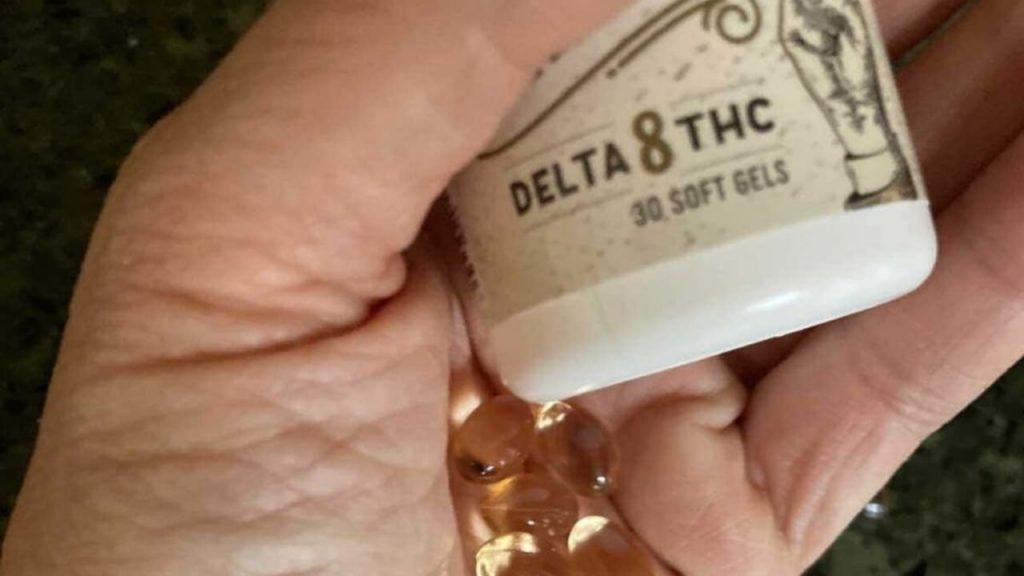 DELTA 8 THC
30 SOFT GELS